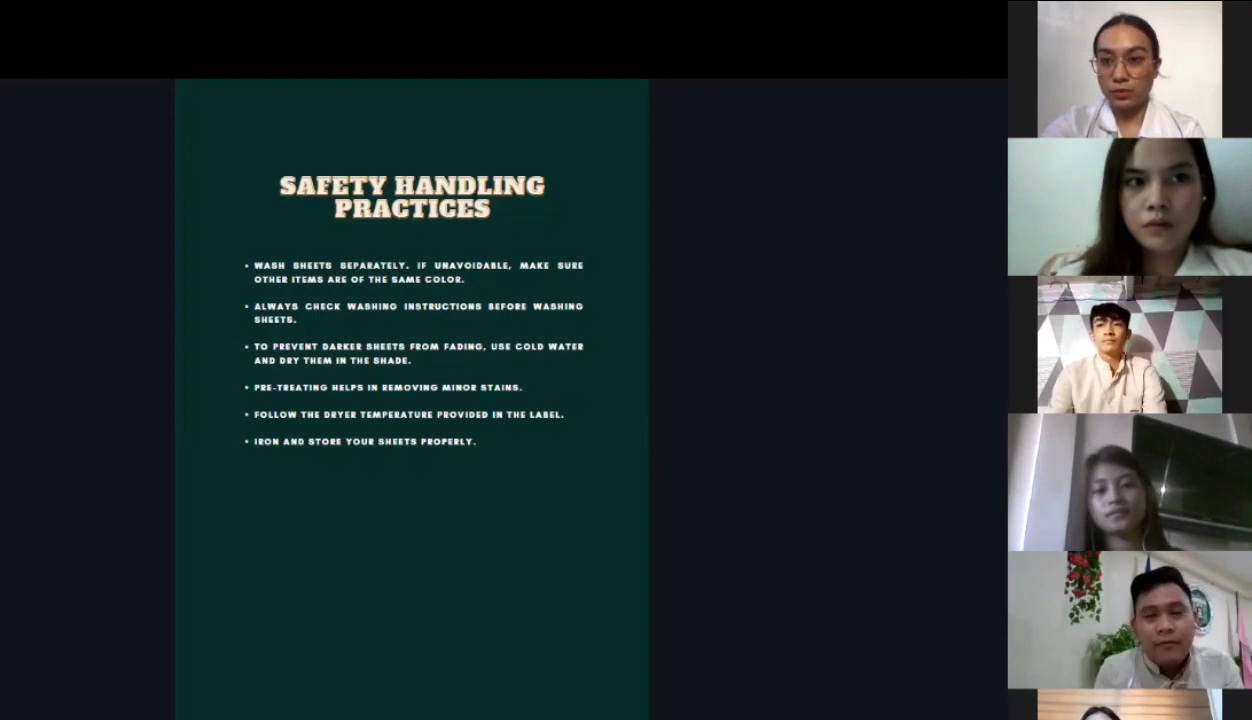 SAFETY HANDLING
PRACTICES
• WASH SHEETS SEPARATELY. IF UNAVOIDABLE, MAKE SURE
OTHER ITEMS ARE OF THE SAME COLOR.
• ALWAYS CHECK WASHING INSTRUCTIONS BEFORE WASHING
SHEETS.
• TO PREVENT DARKER SHEETS FROM FADING, USE COLD WATER
AND DRY THEM IN THE SHADE.
• PRE-TREATING HELPS IN REMOVING MINOR STAINS.
• FOLLOW THE DRYER TEMPERATURE PROVIDED IN THE LABEL.
• IRON AND STORE YOUR SHEETS PROPERLY.